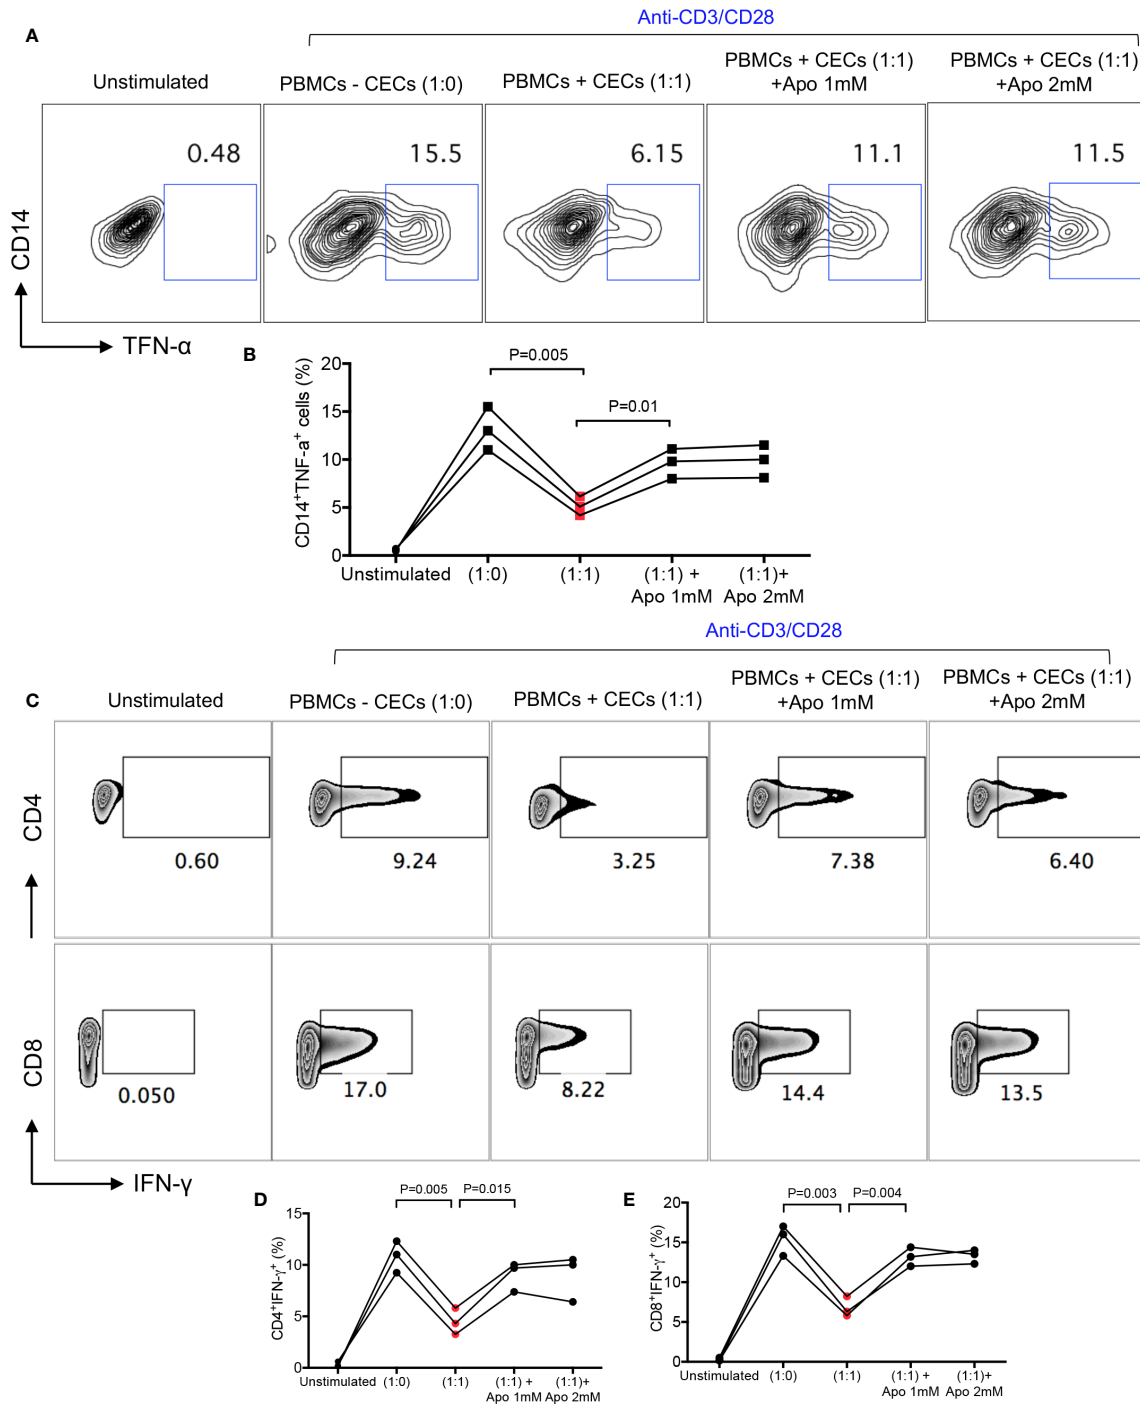 A
Anti-CD3/CD28
Unstimulated
PBMCs - CECs (1:0)
PBMCs + CECs (1:1)
PBMCs + CECs (1:1)
+Apo 1mM
PBMCs + CECs (1:1)
+Apo 2mM
0.48
15.5
6.15
11.1
11.5
CD14
TFN-α
B
CD14⁺TNF-a⁺ cells (%)
20
15
10
5
0
P=0.005
P=0.01
Unstimulated
(1:0)
(1:1)
(1:1) +
Apo 1mM
(1:1)+
Apo 2mM
Anti-CD3/CD28
C
Unstimulated
PBMCs - CECs (1:0)
PBMCs + CECs (1:1)
PBMCs + CECs (1:1)
+Apo 1mM
PBMCs + CECs (1:1)
+Apo 2mM
CD4
0.60
9.24
3.25
7.38
6.40
CD8
0.050
17.0
8.22
14.4
13.5
IFN-γ
D
CD4⁺IFN-γ⁺ (%)
15
10
5
0
P=0.005
P=0.015
Unstimulated
(1:0)
(1:1)
(1:1) +
Apo 1mM
(1:1)+
Apo 2mM
E
CD8⁺IFN-γ⁺ (%)
20
15
10
5
0
P=0.003
P=0.004
Unstimulated
(1:0)
(1:1)
(1:1) +
Apo 1mM
(1:1)+
Apo 2mM